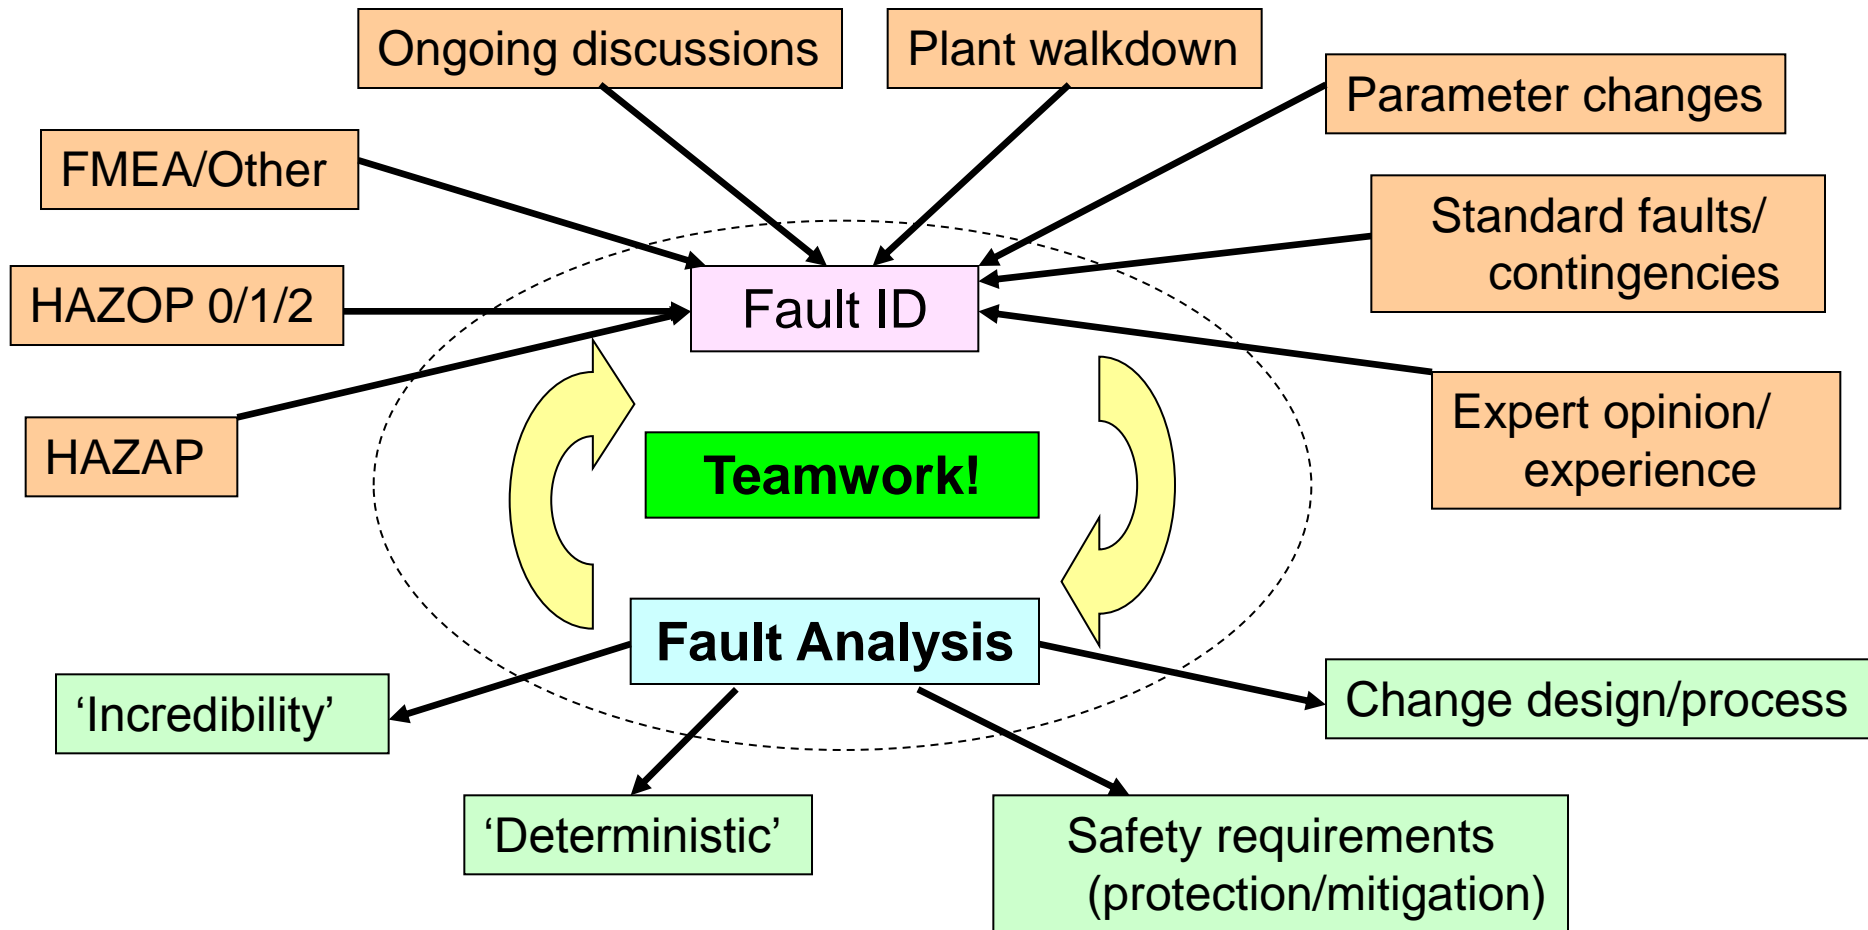 Ongoing discussions
Plant walkdown
Parameter changes
FMEA/Other
Standard faults/
contingencies
HAZOP 0/1/2
Fault ID
Expert opinion/
experience
HAZAP
Teamwork!
Fault Analysis
‘Incredibility’
Change design/process
‘Deterministic’
Safety requirements
(protection/mitigation)